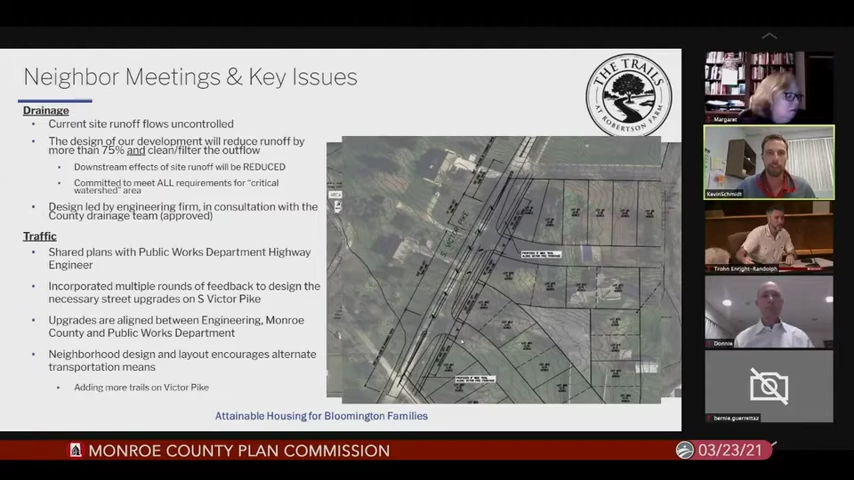 Neighbor Meetings & Key Issues
Drainage
• Current site runoff flows uncontrolled
• The design of our development will reduce runoff by
more than 75% and clean/filter the outflow
• Downstream effects of site runoff will be REDUCED
• Committed to meet ALL requirements for "critical
watershed" area
• Design led by engineering firm, in consultation with the
County drainage team (approved)
Traffic
• Shared plans with Public Works Department Highway
Engineer
• Incorporated multiple rounds of feedback to design the
necessary street upgrades on S Victor Pike
• Upgrades are aligned between Engineering, Monroe
County and Public Works Department
• Neighborhood design and layout encourages alternate
transportation means
• Adding more trails on Victor Pike
THE TRAILS
AT ROBERTSON FARM
S VICTOR PIKE
Attainable Housing for Bloomington Families
Margaret
KevinSchmidt
Trohn Enright-Randolph
Donnie
bernie.guerrettaz
MONROE COUNTY PLAN COMMISSION
03/23/21